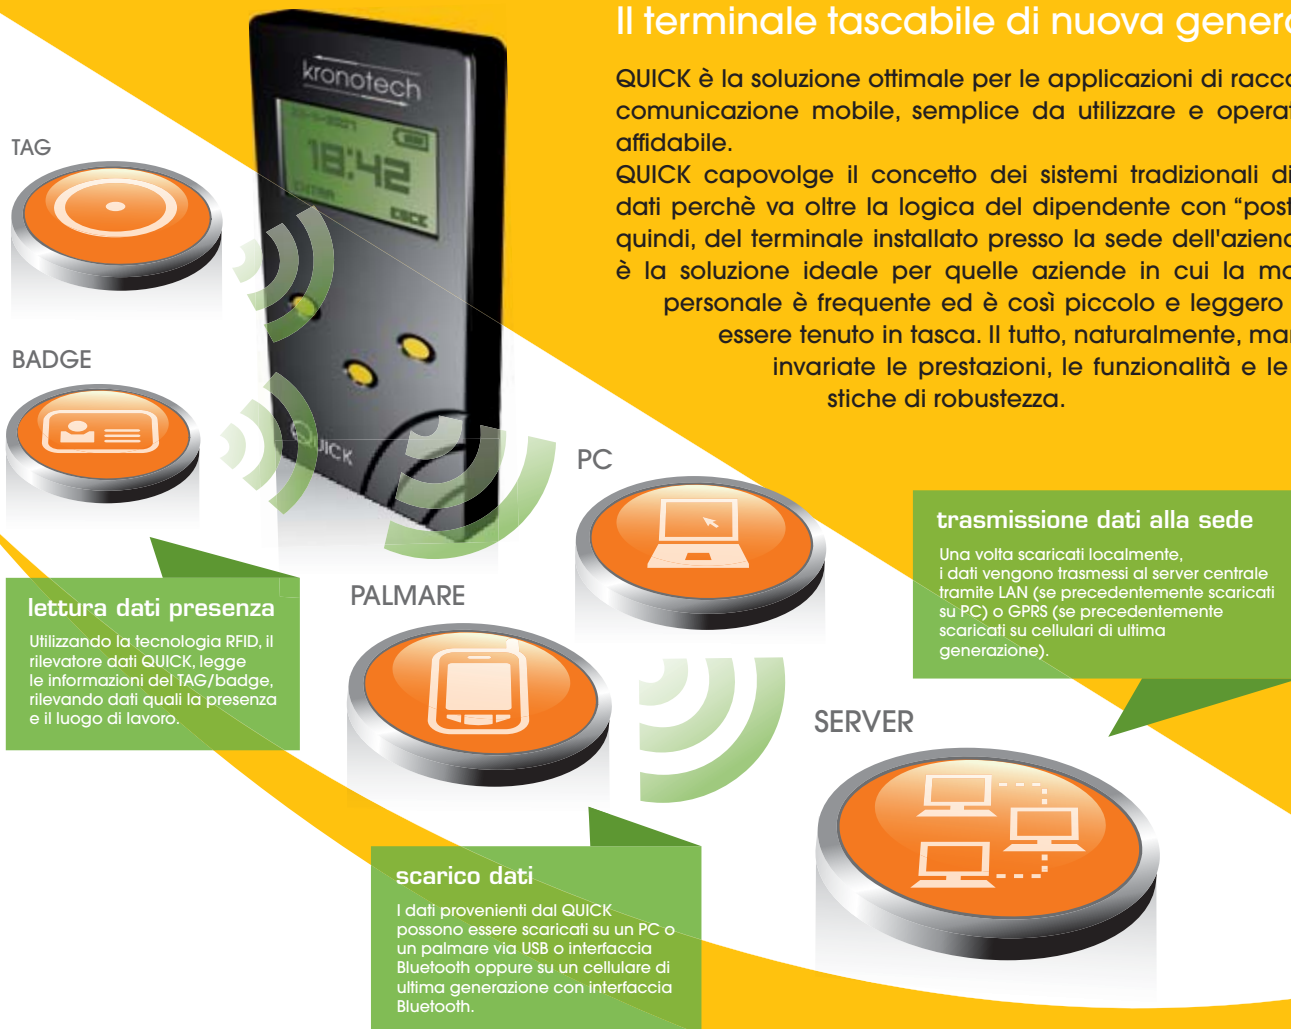 Il terminale tascabile di nuova genera
QUICK è la soluzione ottimale per le applicazioni di racco
comunicazione mobile, semplice da utilizzare e operat
affidabile.
QUICK capovolge il concetto dei sistemi tradizionali di
dati perchè va oltre la logica del dipendente con “post
quindi, del terminale installato presso la sede dell'aziend
è la soluzione ideale per quelle aziende in cui la mo
personale è frequente ed è così piccolo e leggero
essere tenuto in tasca. Il tutto, naturalmente, man
invariate le prestazioni, le funzionalità e le
stiche di robustezza.
kronotech
18:42
ENTRA
ESCE
QUICK
TAG
BADGE
lettura dati presenza
Utilizzando la tecnologia RFID, il
rilevatore dati QUICK, legge
le informazioni del TAG/badge,
rilevando dati quali la presenza
e il luogo di lavoro.
PC
PALMARE
scarico dati
I dati provenienti dal QUICK
possono essere scaricati su un PC o
un palmare via USB o interfaccia
Bluetooth oppure su un cellulare di
ultima generazione con interfaccia
Bluetooth.
trasmissione dati alla sede
Una volta scaricati localmente,
i dati vengono trasmessi al server centrale
tramite LAN (se precedentemente scaricati
su PC) o GPRS (se precedentemente
scaricati su cellulari di ultima
generazione).
SERVER